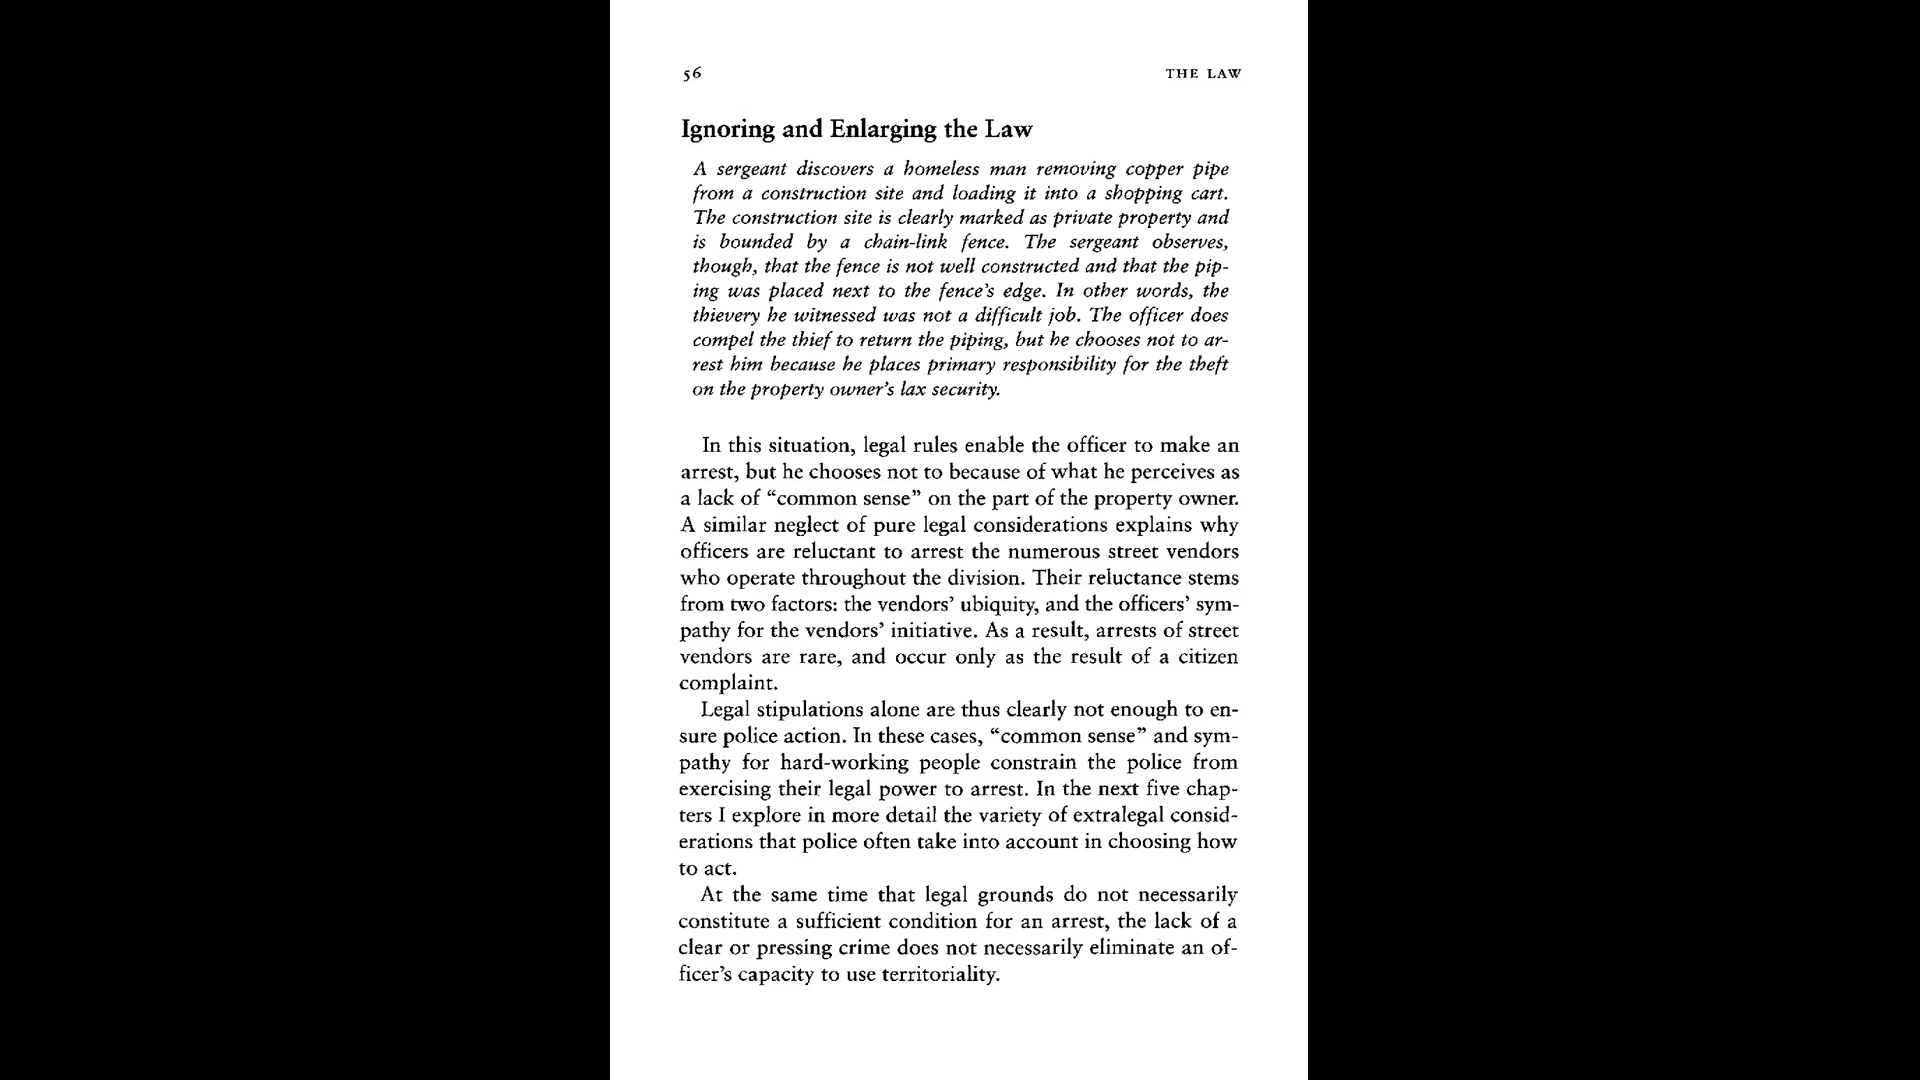 56 THE LAW
Ignoring and Enlarging the Law
A sergeant discovers a homeless man removing copper pipe
from a construction site and loading it into a shopping cart.
The construction site is clearly marked as private property and
is bounded by a chain-link fence. The sergeant observes,
though, that the fence is not well constructed and that the pip-
ing was placed next to the fence's edge. In other words, the
thievery he witnessed was not a difficult job. The officer does
compel the thief to return the piping, but he chooses not to ar-
rest him because he places primary responsibility for the theft
on the property owner's lax security.
In this situation, legal rules enable the officer to make an
arrest, but he chooses not to because of what he perceives as
a lack of “common sense” on the part of the property owner.
A similar neglect of pure legal considerations explains why
officers are reluctant to arrest the numerous street vendors
who operate throughout the division. Their reluctance stems
from two factors: the vendors' ubiquity, and the officers' sym-
pathy for the vendors' initiative. As a result, arrests of street
vendors are rare, and occur only as the result of a citizen
complaint.
Legal stipulations alone are thus clearly not enough to en-
sure police action. In these cases, “common sense” and sym-
pathy for hard-working people constrain the police from
exercising their legal power to arrest. In the next five chap-
ters I explore in more detail the variety of extralegal consid-
erations that police often take into account in choosing how
to act.
At the same time that legal grounds do not necessarily
constitute a sufficient condition for an arrest, the lack of a
clear or pressing crime does not necessarily eliminate an of-
ficer's capacity to use territoriality.